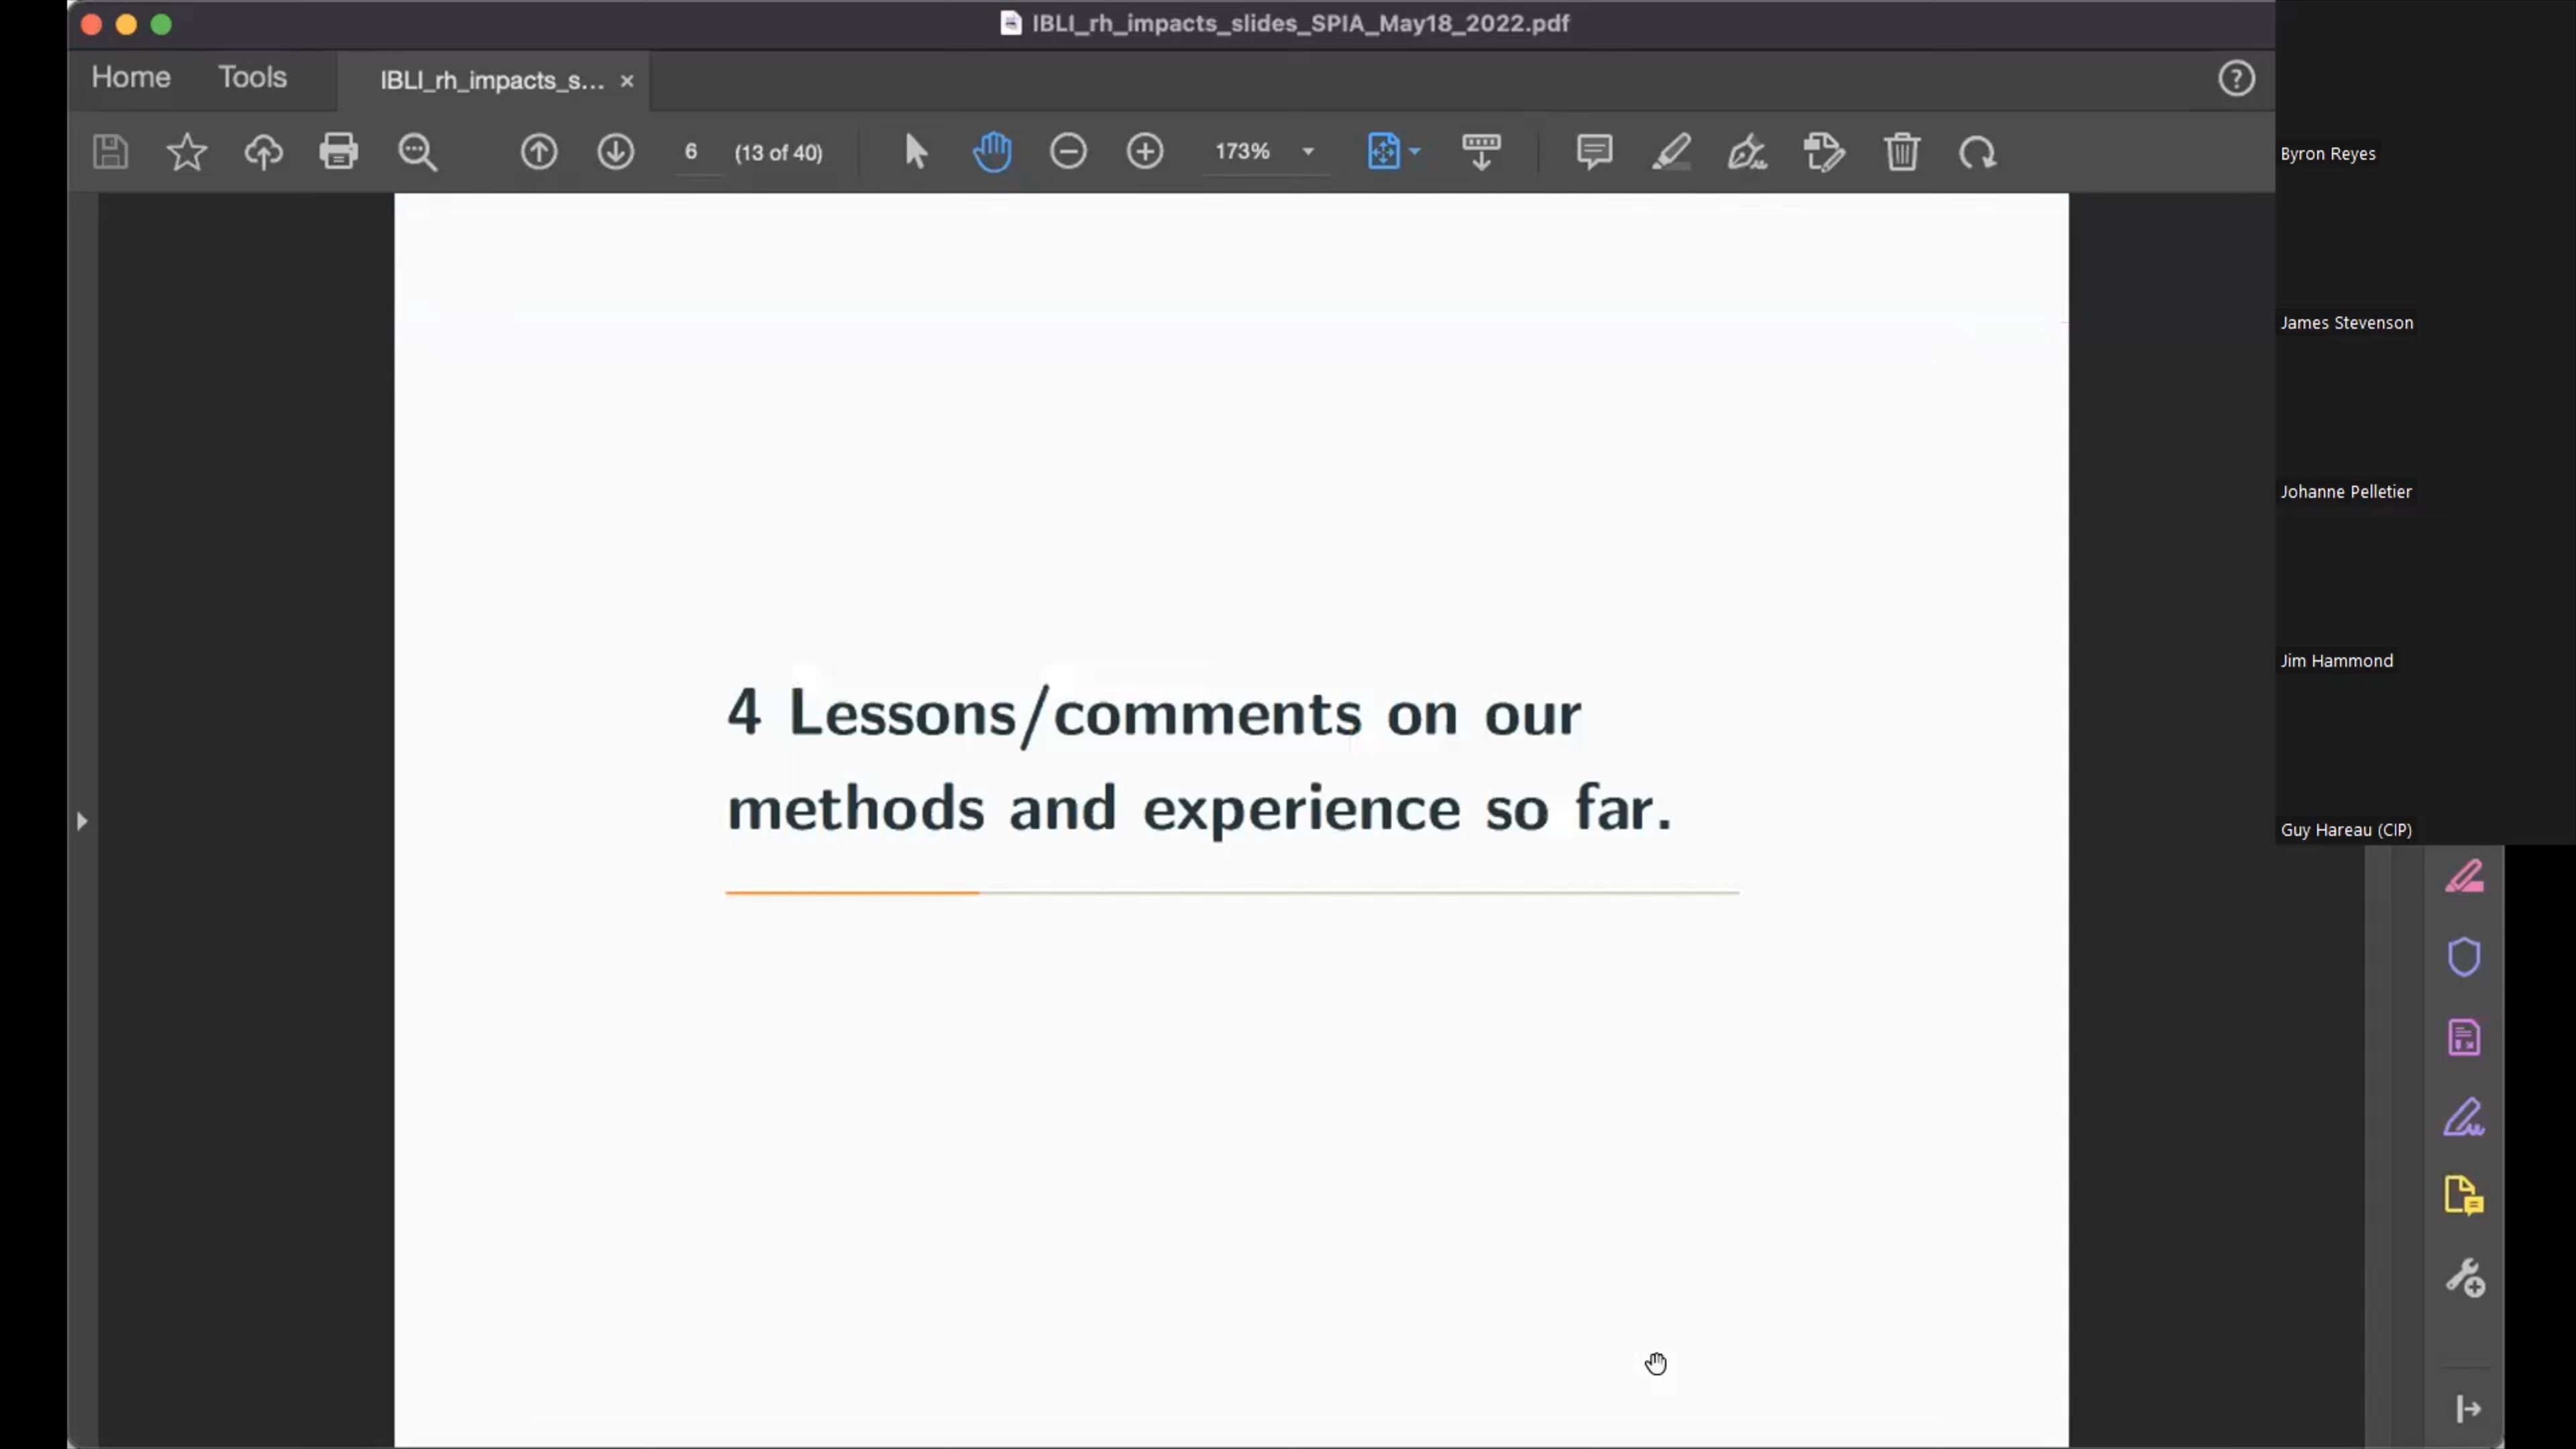 IBLI_rh_impacts_slides_SPIA_May18_2022.pdf
Home Tools IBLI_rh_impacts_s... ×
6 (13 of 40) 173%
4 Lessons/comments on our
methods and experience so far.
Byron Reyes
James Stevenson
Johanne Pelletier
Jim Hammond
Guy Hareau (CIP)